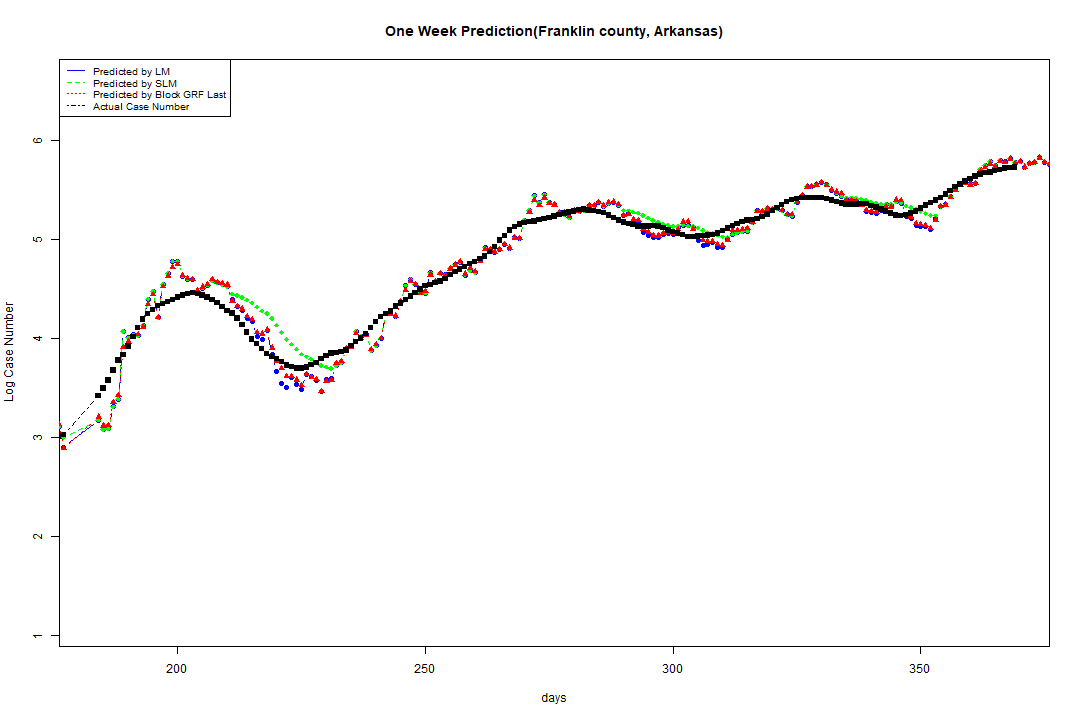 One Week Prediction(Franklin county, Arkansas)
Predicted by LM
Predicted by SLM
Predicted by Block GRF Last
Actual Case Number
6
5
4
3
2
1
Log Case Number
200
250
300
350
days